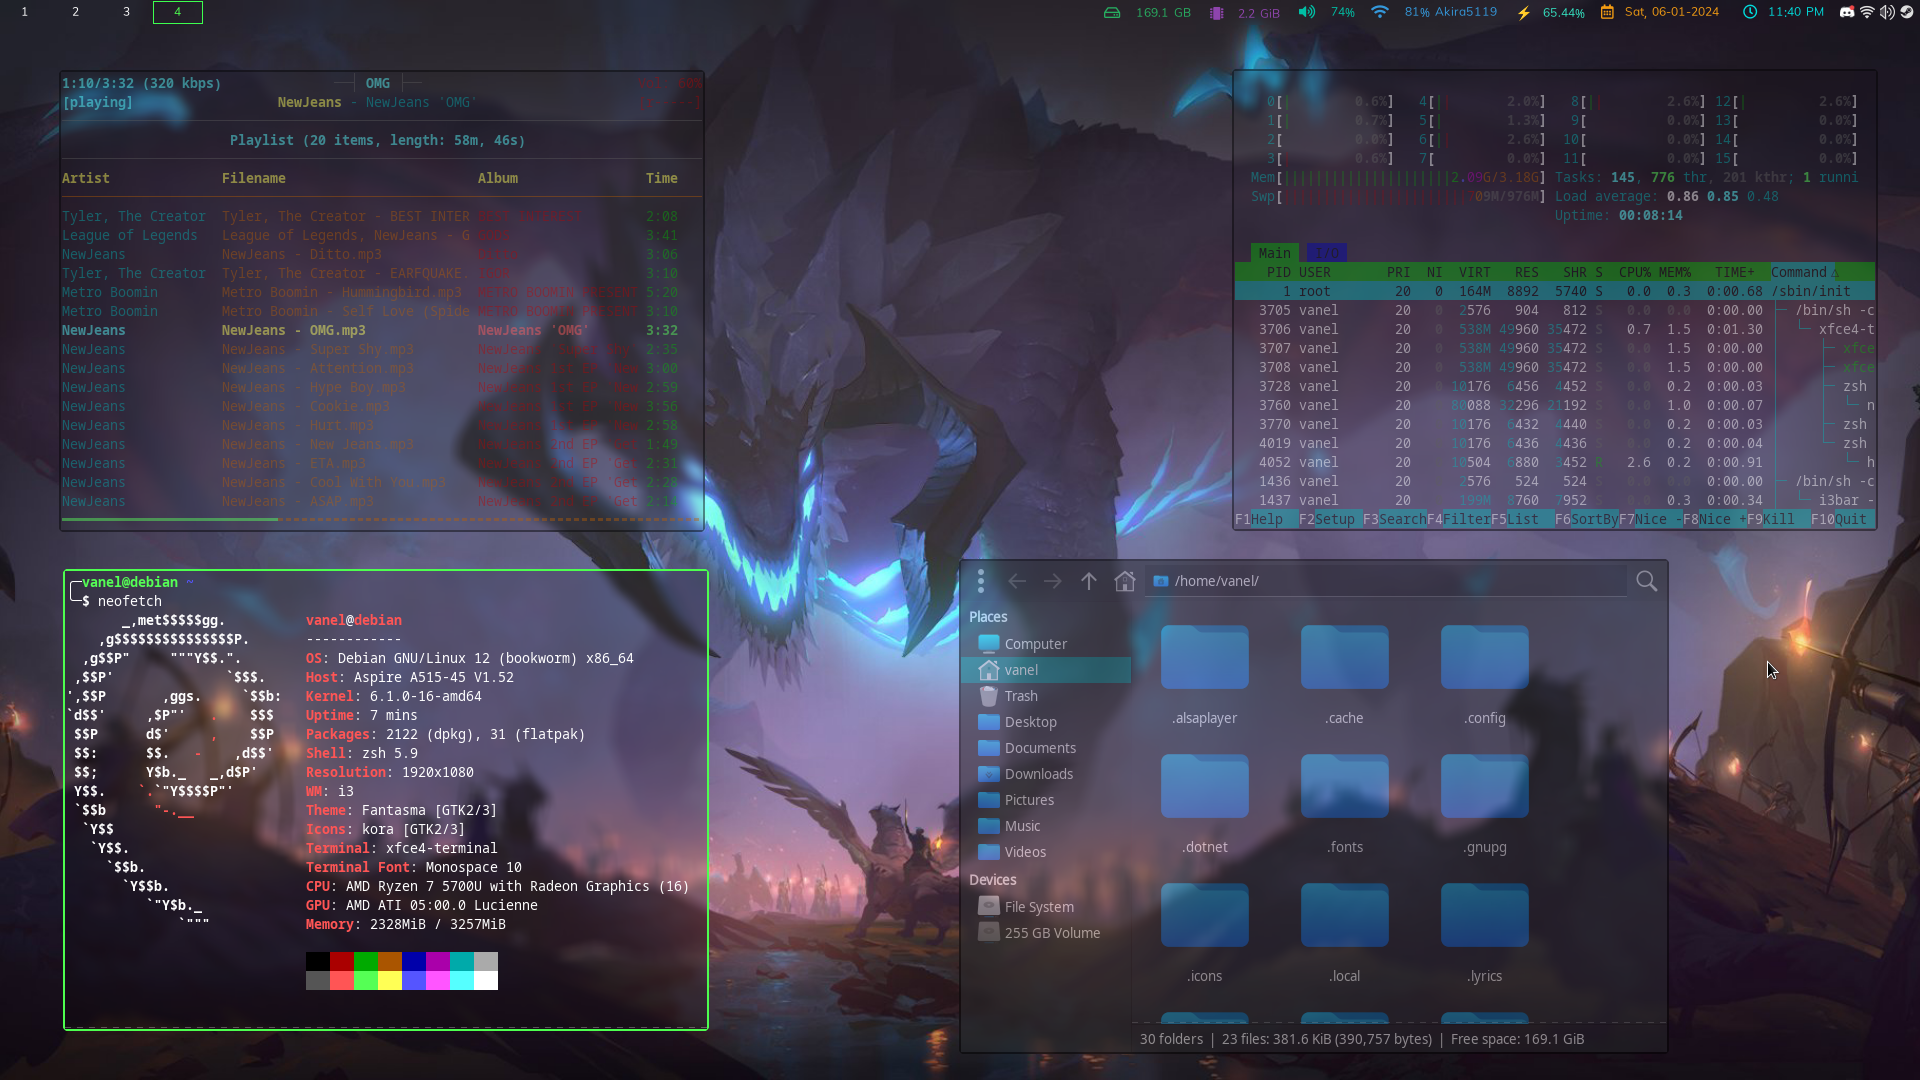 1 2 3 4
169.1 GB 2.2 GiB 74% 81% Akira5119 65.44% Sat, 06-01-2024 11:40 PM
1:10/3:32 (320 kbps) OMG
[playing] NewJeans - NewJeans 'OMG'
Playlist (20 items, length: 58m, 46s)
Artist Filename Album Time
Tyler, The Creator Tyler, The Creator - BEST INTER 2:08
League of Legends League of Legends, NewJeans - G 3:41
NewJeans NewJeans - Ditto.mp3 3:06
Tyler, The Creator Tyler, The Creator - EARFQUAKE. 3:10
Metro Boomin Metro Boomin - Hummingbird.mp3 METRO BOOMIN PRESENT 5:20
Metro Boomin Metro Boomin - Self Love (Spide METRO BOOMIN PRESENT 3:10
NewJeans NewJeans - OMG.mp3 NewJeans 'OMG' 3:32
NewJeans NewJeans - Super Shy.mp3 2:35
NewJeans NewJeans - Attention.mp3 3:00
NewJeans NewJeans - Hype Boy.mp3 2:59
NewJeans NewJeans - Cookie.mp3 3:56
NewJeans NewJeans - Hurt.mp3 2:58
NewJeans NewJeans - New Jeans.mp3 NewJeans 2nd EP 'Get 1:49
NewJeans NewJeans - ETA.mp3 NewJeans 2nd EP 'Get 2:31
NewJeans NewJeans - Cool With You.mp3 NewJeans 2nd EP 'Get 2:28
NewJeans NewJeans - ASAP.mp3 NewJeans 2nd EP 'Get 2:14
0[ 0.6%] 4[ 2.0%] 8[ 2.6%] 12[ 2.6%]
1[ 0.7%] 5[ 1.3%] 9[ 0.0%] 13[ 0.0%]
2[ 0.0%] 6[ 2.6%] 10[ 0.0%] 14[ 0.0%]
3[ 0.6%] 7[ 0.0%] 11[ 0.0%] 15[ 0.0%]
Mem[ 2.09G/3.18G] Tasks: 145, 776 thr, 201 kthr; 1 runni
Swp[ 09M/976M] Load average: 0.86 0.85 0.48
Uptime: 00:08:14
Main I/O
PID USER PRI NI VIRT RES SHR S CPU% MEM% TIME+ Command△
1 root 20 0 164M 8892 5740 S 0.0 0.3 0:00.68 /sbin/init
3705 vanel 20 0 2576 904 812 S 0.0 0.0 0:00.00 /bin/sh -c
3706 vanel 20 0 538M 49960 35472 S 0.7 1.5 0:01.30 xfce4-t
3707 vanel 20 0 538M 49960 35472 S 0.0 1.5 0:00.00 xfce
3708 vanel 20 0 538M 49960 35472 S 0.0 1.5 0:00.00 xfce
3728 vanel 20 0 10176 6456 4452 S 0.0 0.2 0:00.03 zsh
3760 vanel 20 0 80088 32296 21192 S 0.0 1.0 0:00.07 n
3770 vanel 20 0 10176 6432 4440 S 0.0 0.2 0:00.03 zsh
4019 vanel 20 0 10176 6436 4436 S 0.0 0.2 0:00.04 zsh
4052 vanel 20 0 10504 6880 3452 R 2.6 0.2 0:00.91 h
1436 vanel 20 0 2576 524 524 S 0.0 0.0 0:00.00 /bin/sh -c
1437 vanel 20 0 199M 8760 7952 S 0.0 0.3 0:00.34 i3bar -
F1Help F2Setup F3SearchF4FilterF5List F6SortByF7Nice -F8Nice +F9Kill F10Quit
vanel@debian ~
$ neofetch
_,met$$$$$gg.
,g$$$$$$$$$$$$$$$P.
,g$$P" """Y$$.".
,$$P' `$$$.
',$$P ,ggs. `$$b:
`d$$' ,$P"' . $$$
$$P d$' , $$P
$$: $$. - ,d$$'
$$; Y$b._ _,d$P'
Y$$. `.`"Y$$$$P"'
`$$b "-.__
`Y$$
`Y$$.
`$$b.
`Y$$b.
`"Y$b._
`"""
vanel@debian
------------
OS: Debian GNU/Linux 12 (bookworm) x86_64
Host: Aspire A515-45 V1.52
Kernel: 6.1.0-16-amd64
Uptime: 7 mins
Packages: 2122 (dpkg), 31 (flatpak)
Shell: zsh 5.9
Resolution: 1920x1080
WM: i3
Theme: Fantasma [GTK2/3]
Icons: kora [GTK2/3]
Terminal: xfce4-terminal
Terminal Font: Monospace 10
CPU: AMD Ryzen 7 5700U with Radeon Graphics (16)
GPU: AMD ATI 05:00.0 Lucienne
Memory: 2328MiB / 3257MiB
/home/vanel/
Places
Computer
vanel
Trash
Desktop
Documents
Downloads
Pictures
Music
Videos
Devices
File System
255 GB Volume
.alsaplayer .cache .config
.dotnet .fonts .gnupg
.icons .local .lyrics
30 folders | 23 files: 381.6 KiB (390,757 bytes) | Free space: 169.1 GiB